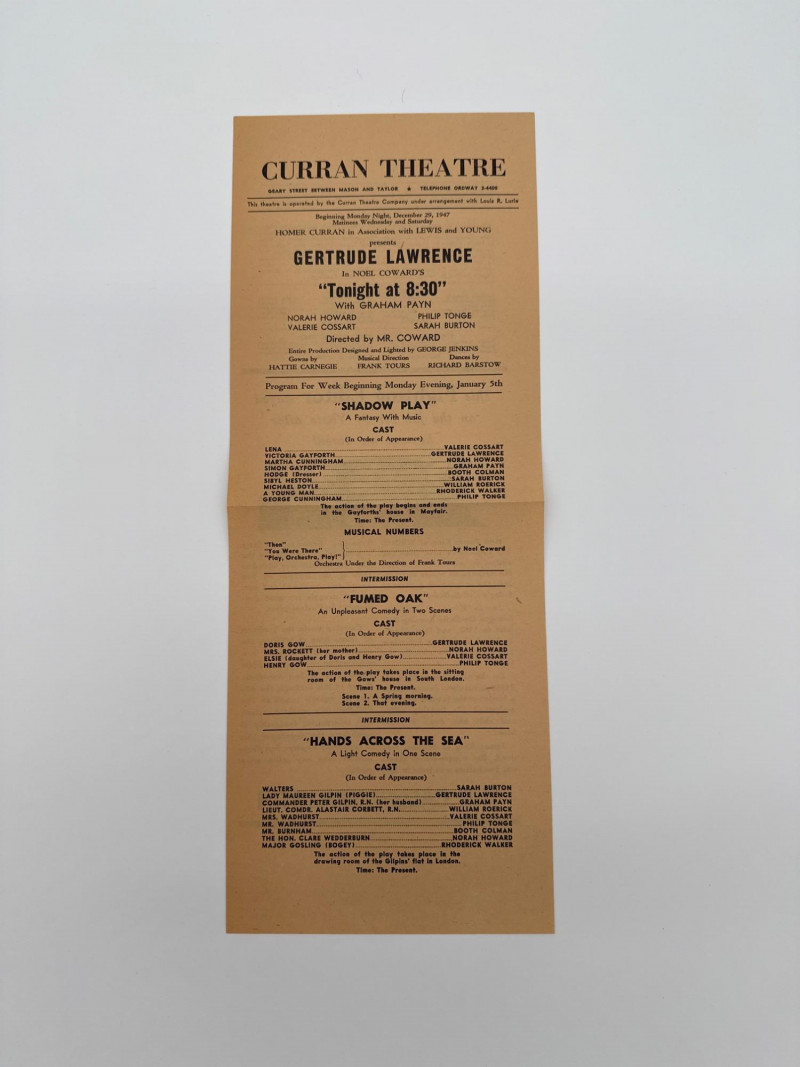 CURRAN THEATRE
GEARY STREET BETWEEN MASON AND TAYLOR • TELEPHONE ORDWAY 3-4400
This theatre is operated by the Curran Theatre Company under arrangement with Louis R. Lurie
Beginning Monday Night, December 29, 1947
Matinees Wednesday and Saturday
HOMER CURRAN in Association with LEWIS and YOUNG
presents
GERTRUDE LAWRENCE
In NOEL COWARD'S
"Tonight at 8:30"
With GRAHAM PAYN
NORAH HOWARD PHILIP TONGE
VALERIE COSSART SARAH BURTON
Directed by MR. COWARD
Entire Production Designed and Lighted by GEORGE JENKINS
Gowns by Musical Direction Dances by
HATTIE CARNEGIE FRANK TOURS RICHARD BARSTOW
Program For Week Beginning Monday Evening, January 5th
"SHADOW PLAY"
A Fantasy With Music
CAST
(In Order of Appearance)
LENA VALERIE COSSART
VICTORIA GAYFORTH GERTRUDE LAWRENCE
MARTHA CUNNINGHAM NORAH HOWARD
SIMON GAYFORTH GRAHAM PAYN
HODGE (Dresser) BOOTH COLMAN
SIBYL HESTON SARAH BURTON
MICHAEL DOYLE WILLIAM ROERICK
A YOUNG MAN RHODERICK WALKER
GEORGE CUNNINGHAM PHILIP TONGE
The action of the play begins and ends
in the Gayforths' house in Mayfair.
Time: The Present.
MUSICAL NUMBERS
"Then"
"You Were There" by Noel Coward
"Play, Orchestra, Play!"
Orchestra Under the Direction of Frank Tours
INTERMISSION
"FUMED OAK"
An Unpleasant Comedy in Two Scenes
CAST
(In Order of Appearance)
DORIS GOW GERTRUDE LAWRENCE
MRS. ROCKETT (her mother) NORAH HOWARD
ELSIE (daughter of Doris and Henry Gow) VALERIE COSSART
HENRY GOW PHILIP TONGE
The action of the play takes place in the sitting
room of the Gows' house in South London.
Time: The Present.
Scene 1. A Spring morning.
Scene 2. That evening.
INTERMISSION
"HANDS ACROSS THE SEA"
A Light Comedy in One Scene
CAST
(In Order of Appearance)
WALTERS SARAH BURTON
LADY MAUREEN GILPIN (PIGGIE) GERTRUDE LAWRENCE
COMMANDER PETER GILPIN, R.N. (her husband) GRAHAM PAYN
LIEUT. COMDR. ALASTAIR CORBETT, R.N. WILLIAM ROERICK
MRS. WADHURST VALERIE COSSART
MR. WADHURST PHILIP TONGE
MR. BURNHAM BOOTH COLMAN
THE HON. CLARE WEDDERBURN NORAH HOWARD
MAJOR GOSLING (BOGEY) RHODERICK WALKER
The action of the play takes place in the
drawing room of the Gilpins' flat in London.
Time: The Present.